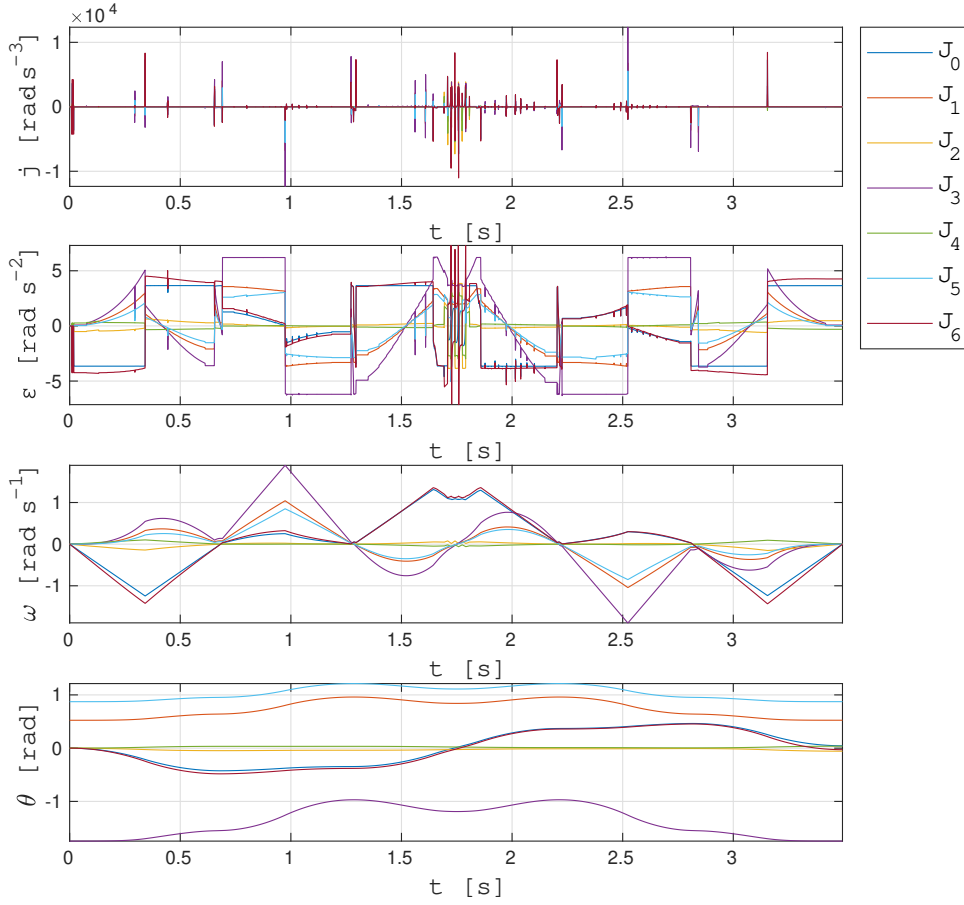 ×10⁴
1
0
-1
j [rad s⁻³]
0 0.5 1 1.5 2 2.5 3
t [s]
5
0
-5
ε [rad s⁻²]
0 0.5 1 1.5 2 2.5 3
t [s]
1
0
-1
ω [rad s⁻¹]
0 0.5 1 1.5 2 2.5 3
t [s]
1
0
-1
θ [rad]
0 0.5 1 1.5 2 2.5 3
t [s]
J₀
J₁
J₂
J₃
J₄
J₅
J₆